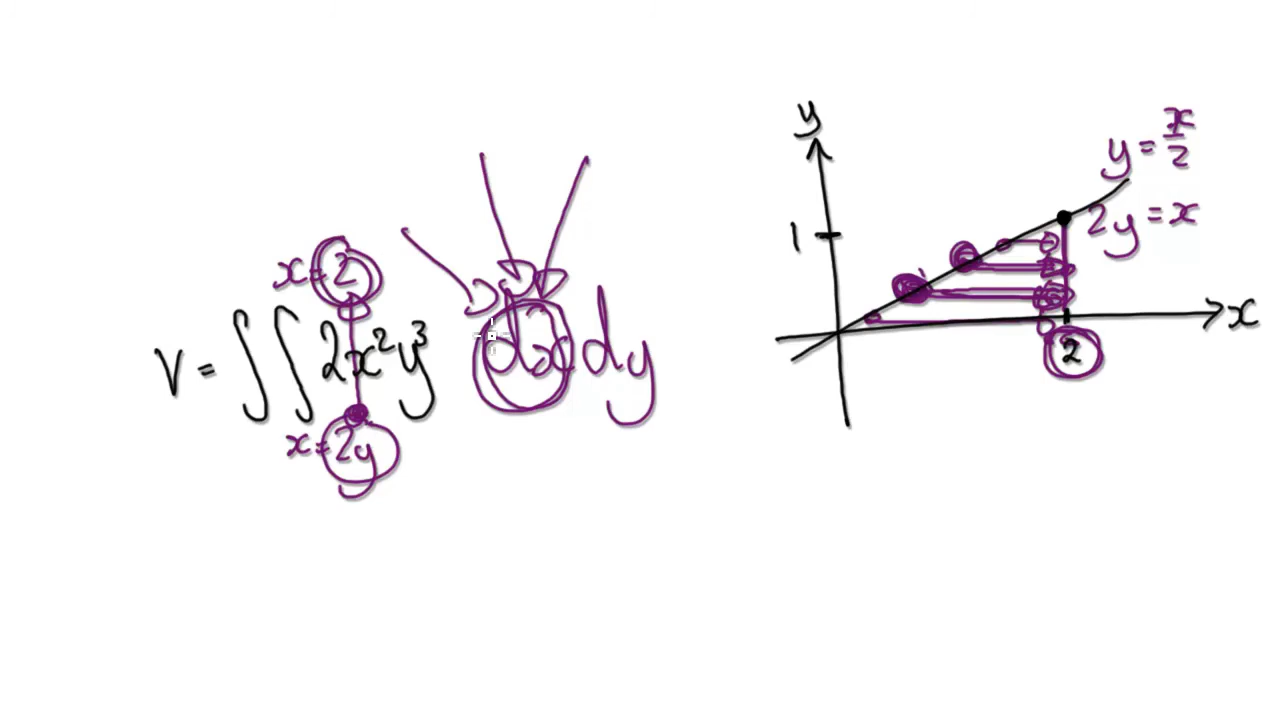 x = 2
V = ∫∫ 2x²y³ dx dy
x = 2y
y
1
2
x
y = x/2
2y = x